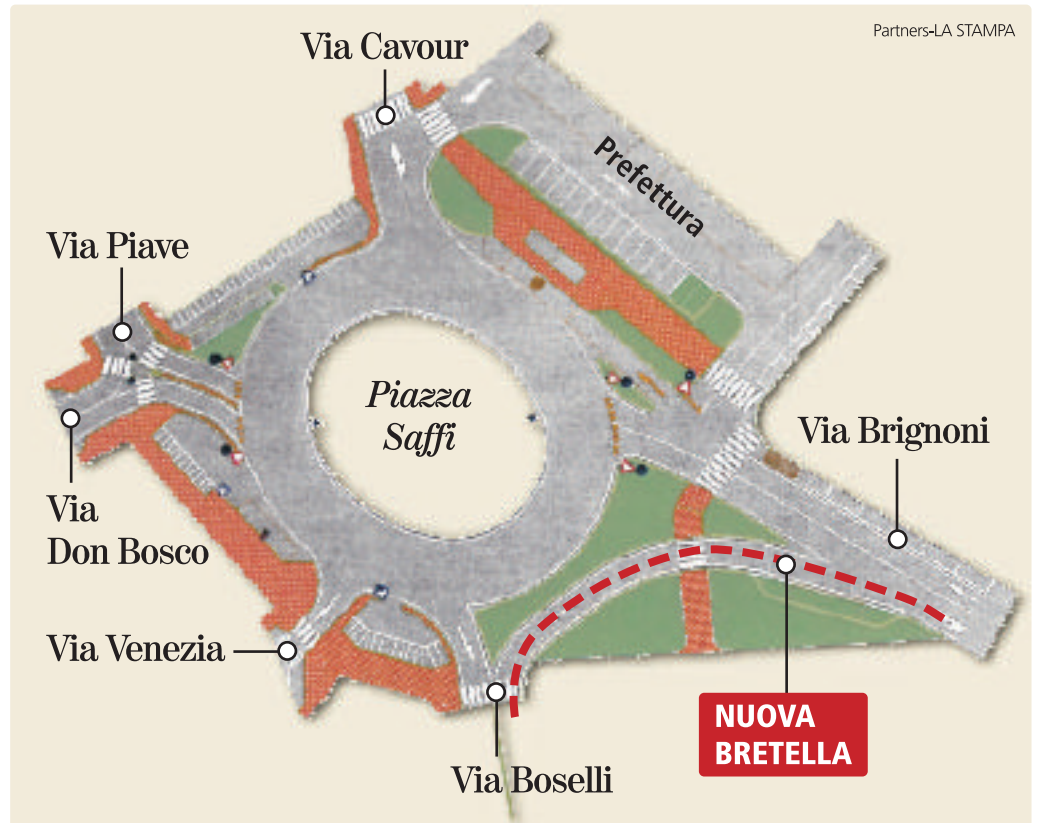 Partners-LA STAMPA
Via Cavour
Prefettura
Via Piave
Piazza
Saffi
Via Brignoni
Via
Don Bosco
Via Venezia
NUOVA
BRETELLA
Via Boselli